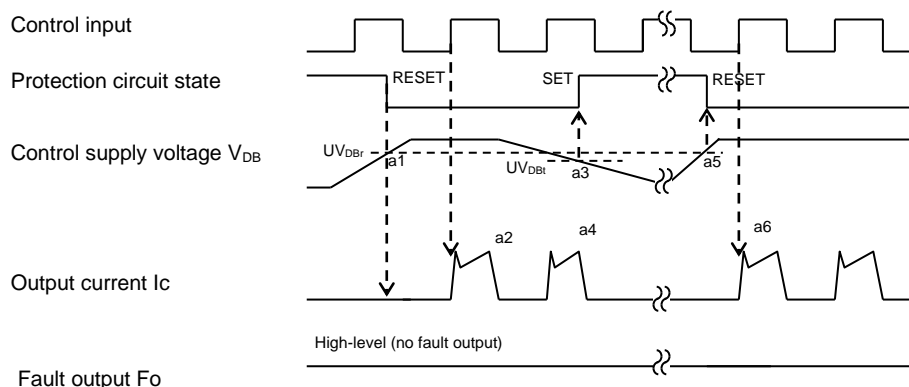 Control input
Protection circuit state
RESET
SET
RESET
Control supply voltage VDB
UVDBr
a1
UVDBt
a3
a5
a2
a4
a6
Output current Ic
High-level (no fault output)
Fault output Fo